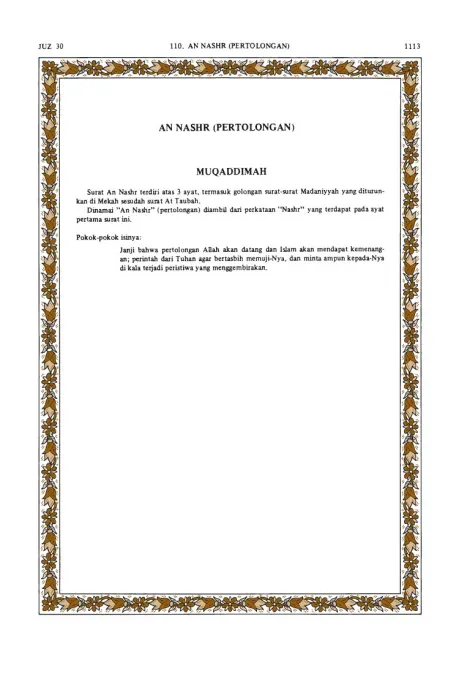 JUZ 30 110. AN NASHR (PERTOLONGAN) 1113
AN NASHR (PERTOLONGAN)
MUQADDIMAH
Surat An Nashr terdiri atas 3 ayat, termasuk golongan surat-surat Madaniyyah yang diturun-
kan di Mekah sesudah surat At Taubah.
Dinamai "An Nashr" (pertolongan) diambil dari perkataan "Nashr" yang terdapat pada ayat
pertama surat ini.
Pokok-pokok isinya:
Janji bahwa pertolongan Allah akan datang dan Islam akan mendapat kemenang-
an; perintah dari Tuhan agar bertasbih memuji-Nya, dan minta ampun kepada-Nya
di kala terjadi peristiwa yang menggembirakan.